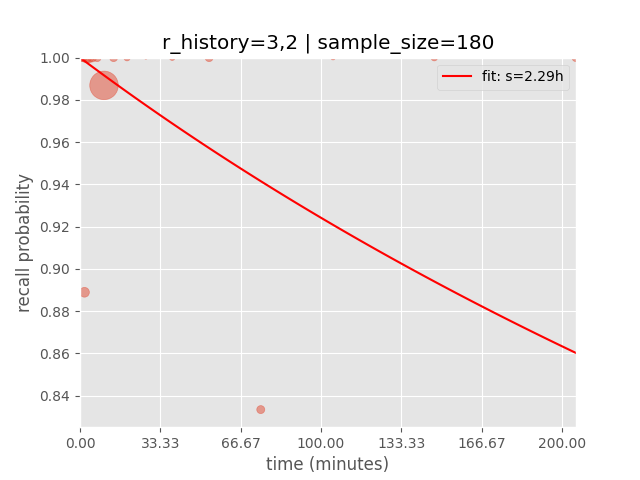 r_history=3,2 | sample_size=180
fit: s=2.29h
1.00
0.98
0.96
0.94
0.92
0.90
0.88
0.86
0.84
recall probability
0.00 33.33 66.67 100.00 133.33 166.67 200.00
time (minutes)